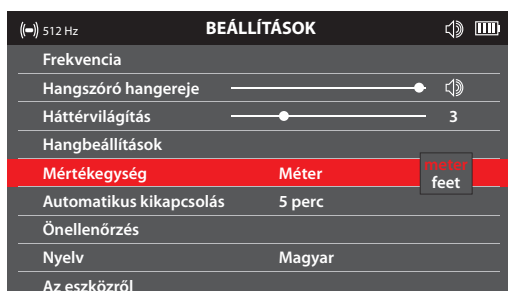 512 Hz BEÁLLÍTÁSOK
Frekvencia
Hangszóró hangereje
Háttérvilágítás 3
Hangbeállítások
Mértékegység Méter
meter
feet
Automatikus kikapcsolás 5 perc
Önellenőrzés
Nyelv Magyar
Az eszközről